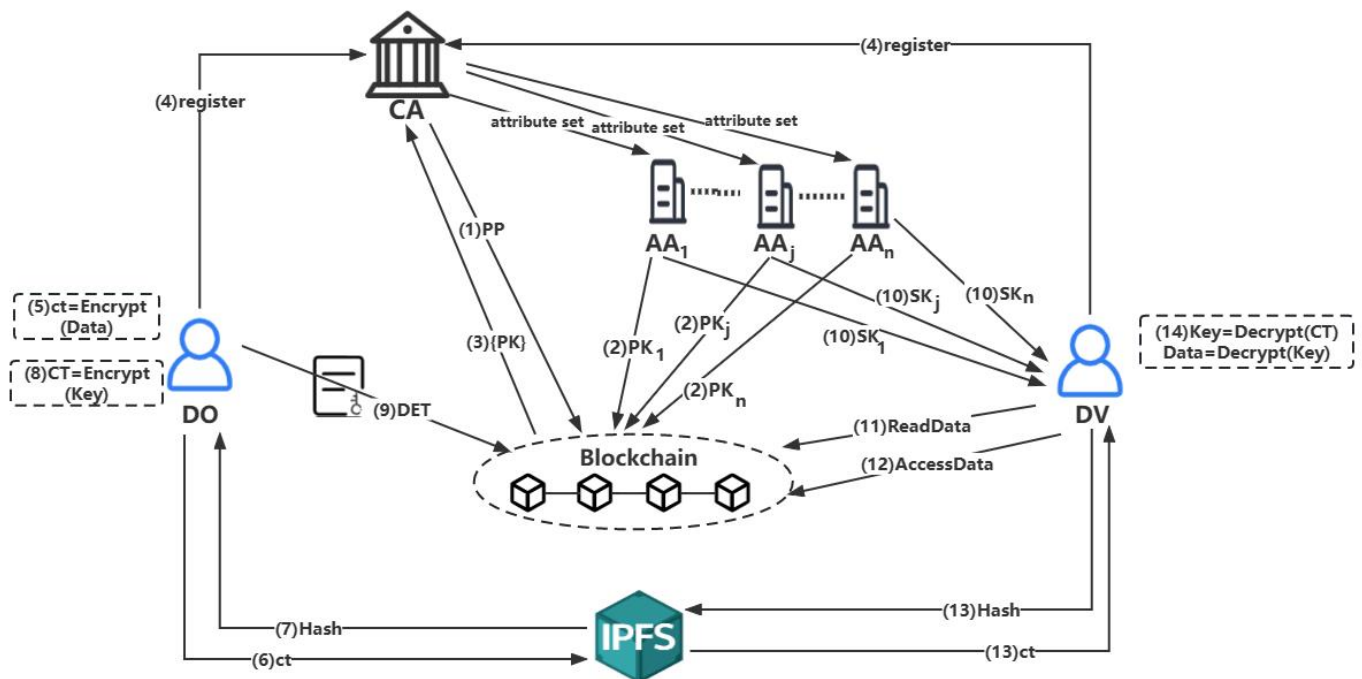 (4)register
(4)register
CA
attribute set
attribute set
attribute set
(1)PP
AA1
AAj
AAn
(5)ct=Encrypt
(Data)
(8)CT=Encrypt
(Key)
DO
(3){PK}
(2)PK1
(2)PKj
(2)PKn
(10)SK1
(10)SKj
(10)SKn
(14)Key=Decrypt(CT)
Data=Decrypt(Key)
DV
(9)DET
(11)ReadData
(12)AccessData
Blockchain
(7)Hash
(6)ct
IPFS
(13)Hash
(13)ct